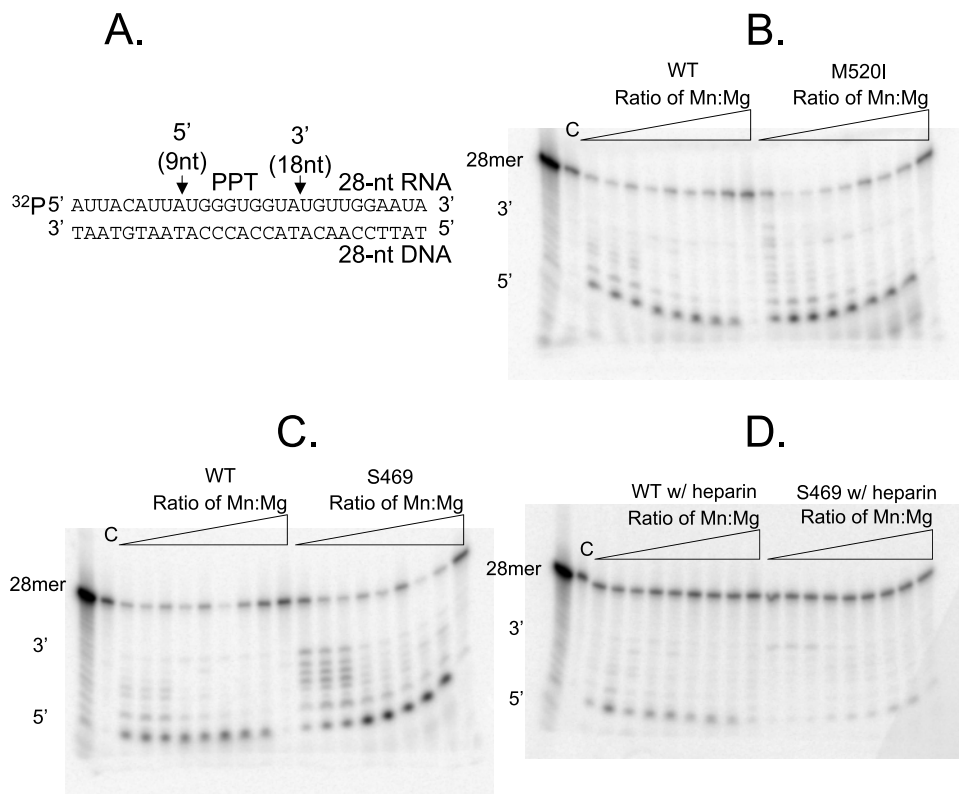 A.
5’ 3’
(9nt) PPT (18nt) 28-nt RNA
³²P5’ AUUACAUUAUGGGUGGUAUGUUGGAAUA 3’
3’ TAATGTAATACCCACCATACAACCTTAT 5’
28-nt DNA
B.
WT M520I
Ratio of Mn:Mg Ratio of Mn:Mg
C
28mer
3’
5’
C.
WT S469
Ratio of Mn:Mg Ratio of Mn:Mg
C
28mer
3’
5’
D.
WT w/ heparin S469 w/ heparin
Ratio of Mn:Mg Ratio of Mn:Mg
C
28mer
3’
5’